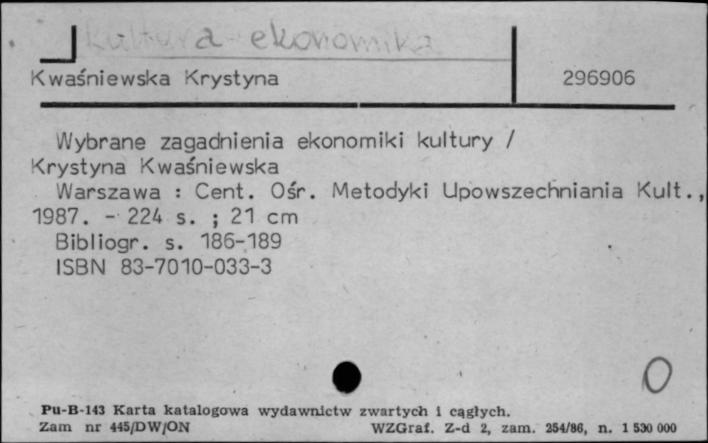 Kultura - ekonomika
Kwaśniewska Krystyna
296906
Wybrane zagadnienia ekonomiki kultury /
Krystyna Kwaśniewska
Warszawa : Cent. Ośr. Metodyki Upowszechniania Kult.,
1987. - 224 s. ; 21 cm
Bibliogr. s. 186-189
ISBN 83-7010-033-3
O
Pu-B-143 Karta katalogowa wydawnictw zwartych i ciągłych.
Zam nr 445/DW/ON WZGraf. Z-d 2, zam. 254/86, n. 1 530 000